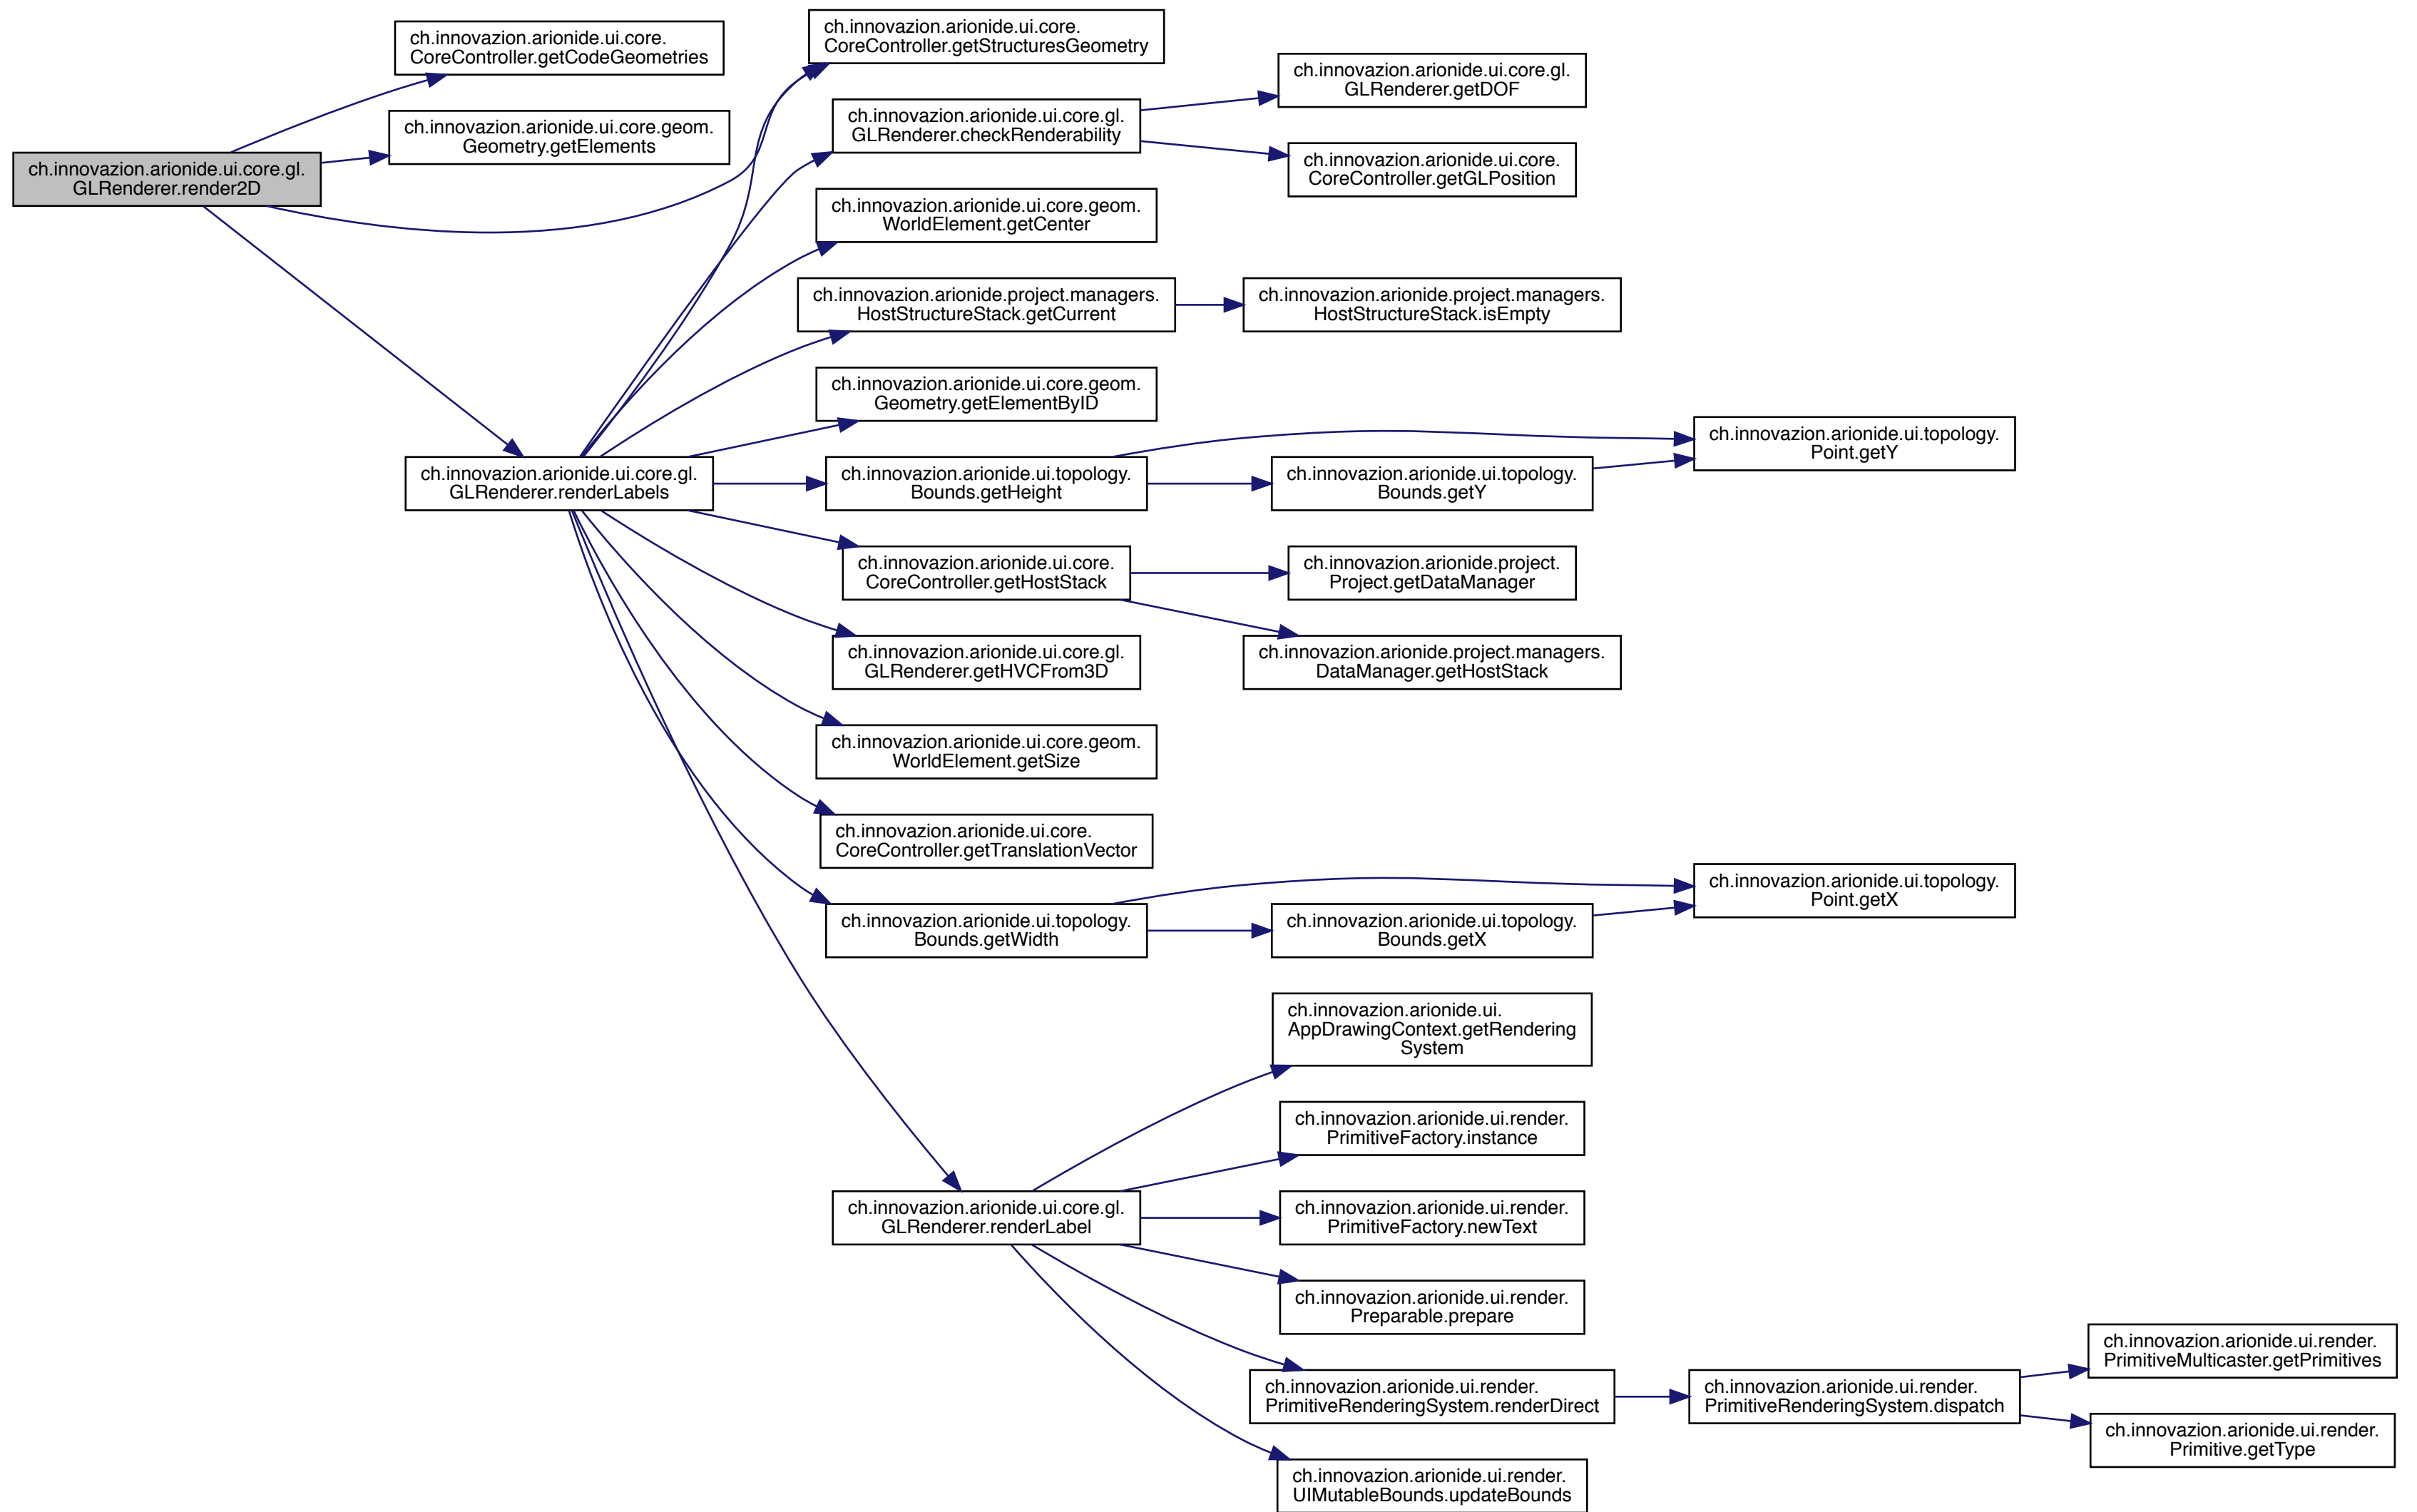 ch.innovazion.arionide.ui.core.gl.
GLRenderer.render2D
ch.innovazion.arionide.ui.core.
CoreController.getCodeGeometries
ch.innovazion.arionide.ui.core.geom.
Geometry.getElements
ch.innovazion.arionide.ui.core.gl.
GLRenderer.renderLabels
ch.innovazion.arionide.ui.core.
CoreController.getStructuresGeometry
ch.innovazion.arionide.ui.core.gl.
GLRenderer.checkRenderability
ch.innovazion.arionide.ui.core.geom.
WorldElement.getCenter
ch.innovazion.arionide.project.managers.
HostStructureStack.getCurrent
ch.innovazion.arionide.ui.core.geom.
Geometry.getElementByID
ch.innovazion.arionide.ui.topology.
Bounds.getHeight
ch.innovazion.arionide.ui.core.
CoreController.getHostStack
ch.innovazion.arionide.ui.core.gl.
GLRenderer.getHVCFrom3D
ch.innovazion.arionide.ui.core.geom.
WorldElement.getSize
ch.innovazion.arionide.ui.core.
CoreController.getTranslationVector
ch.innovazion.arionide.ui.topology.
Bounds.getWidth
ch.innovazion.arionide.ui.core.gl.
GLRenderer.renderLabel
ch.innovazion.arionide.ui.core.gl.
GLRenderer.getDOF
ch.innovazion.arionide.ui.core.
CoreController.getGLPosition
ch.innovazion.arionide.project.managers.
HostStructureStack.isEmpty
ch.innovazion.arionide.ui.topology.
Bounds.getY
ch.innovazion.arionide.project.
Project.getDataManager
ch.innovazion.arionide.project.managers.
DataManager.getHostStack
ch.innovazion.arionide.ui.topology.
Bounds.getX
ch.innovazion.arionide.ui.
AppDrawingContext.getRendering
System
ch.innovazion.arionide.ui.render.
PrimitiveFactory.instance
ch.innovazion.arionide.ui.render.
PrimitiveFactory.newText
ch.innovazion.arionide.ui.render.
Preparable.prepare
ch.innovazion.arionide.ui.render.
PrimitiveRenderingSystem.renderDirect
ch.innovazion.arionide.ui.render.
UIMutableBounds.updateBounds
ch.innovazion.arionide.ui.topology.
Point.getY
ch.innovazion.arionide.ui.topology.
Point.getX
ch.innovazion.arionide.ui.render.
PrimitiveRenderingSystem.dispatch
ch.innovazion.arionide.ui.render.
PrimitiveMulticaster.getPrimitives
ch.innovazion.arionide.ui.render.
Primitive.getType